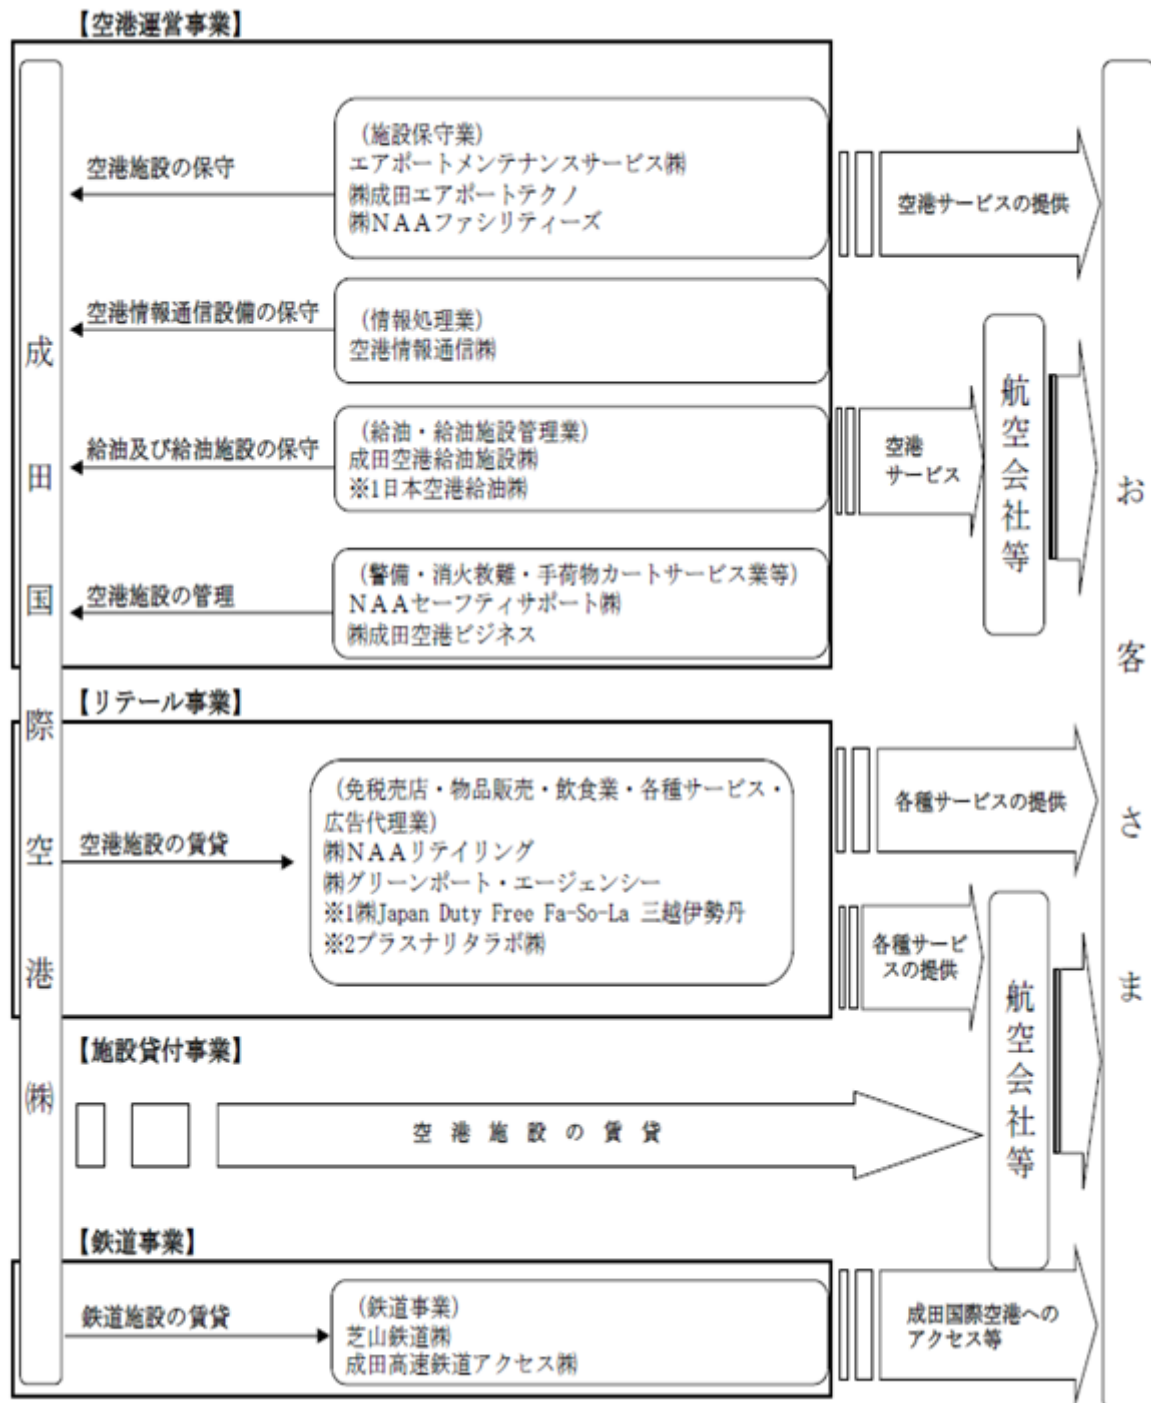 【空港運営事業】
成田国際空港㈱
空港施設の保守
（施設保守業）
エアポートメンテナンスサービス㈱
㈱成田エアポートテクノ
㈱ＮＡＡファシリティーズ
空港サービスの提供
空港情報通信設備の保守
（情報処理業）
空港情報通信㈱
給油及び給油施設の保守
（給油・給油施設管理業）
成田空港給油施設㈱
※1日本空港給油㈱
空港
サービス
航空会社等
お客さま
空港施設の管理
（警備・消火救難・手荷物カートサービス業等）
ＮＡＡセーフティサポート㈱
㈱成田空港ビジネス
【リテール事業】
空港施設の賃貸
（免税売店・物品販売・飲食業・各種サービス・
広告代理業）
㈱ＮＡＡリテイリング
㈱グリーンポート・エージェンシー
※1㈱Japan Duty Free Fa-So-La 三越伊勢丹
※2プラスナリタラボ㈱
各種サービスの提供
各種サービ
スの提供
航空会社等
【施設貸付事業】
空港施設の賃貸
【鉄道事業】
鉄道施設の賃貸
（鉄道事業）
芝山鉄道㈱
成田高速鉄道アクセス㈱
成田国際空港への
アクセス等